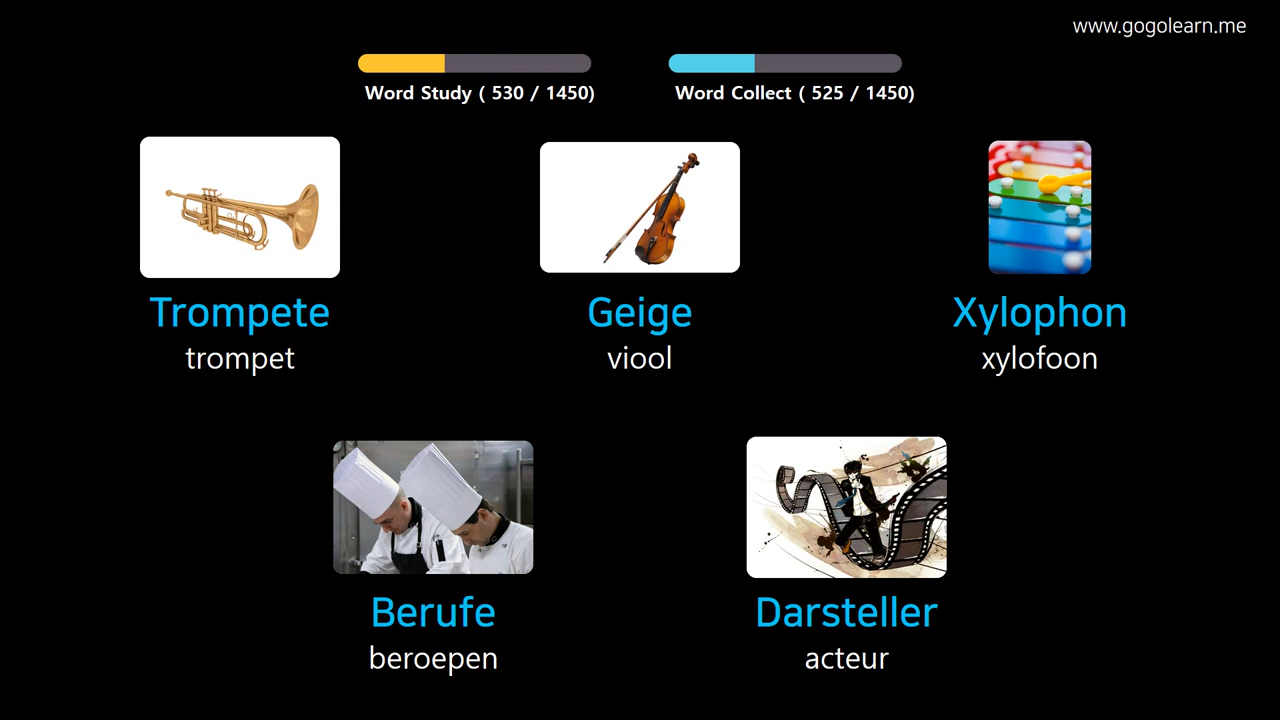 www.gogolearn.me
Word Study ( 530 / 1450)
Word Collect ( 525 / 1450)
Trompete
trompet
Geige
viool
Xylophon
xylofoon
Berufe
beroepen
Darsteller
acteur